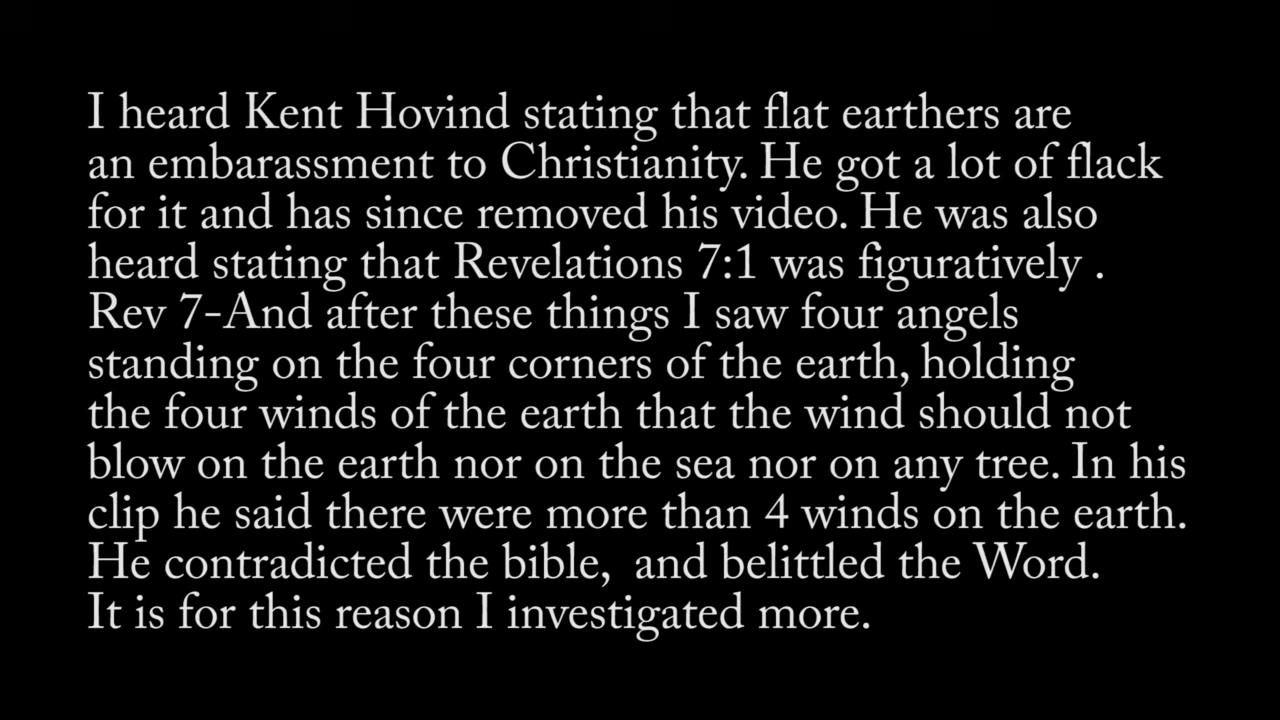 I heard Kent Hovind stating that flat earthers are
an embarassment to Christianity. He got a lot of flack
for it and has since removed his video. He was also
heard stating that Revelations 7:1 was figuratively .
Rev 7-And after these things I saw four angels
standing on the four corners of the earth, holding
the four winds of the earth that the wind should not
blow on the earth nor on the sea nor on any tree. In his
clip he said there were more than 4 winds on the earth.
He contradicted the bible,  and belittled the Word.
It is for this reason I investigated more.